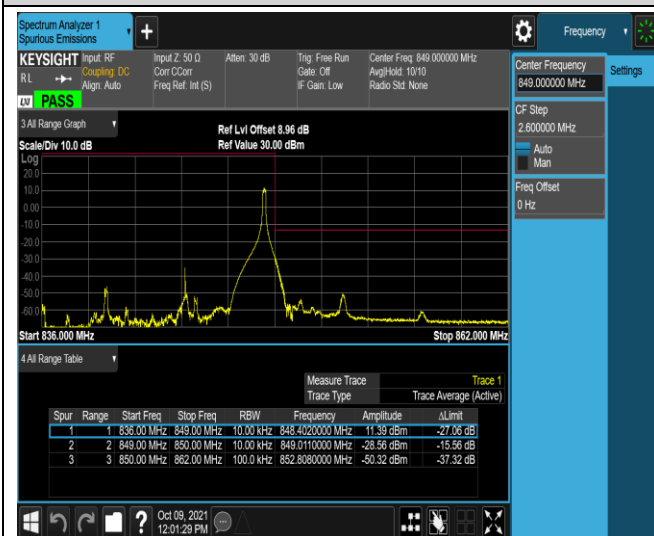 Spectrum Analyzer 1
Spurious Emissions
Frequency
KEYSIGHT
RL
LXI PASS
Input: RF
Coupling: DC
Align: Auto
Input Z: 50 Ω
Corr CCorr
Freq Ref: Int (S)
Atten: 30 dB
Trig: Free Run
Gate: Off
IF Gain: Low
Center Freq: 849.000000 MHz
Avg|Hold: 10/10
Radio Std: None
Center Frequency
849.000000 MHz
Settings
CF Step
2.600000 MHz
Auto
Man
Freq Offset
0 Hz
3 All Range Graph
Ref Lvl Offset 8.96 dB
Scale/Div 10.0 dB
Ref Value 30.00 dBm
Log
20.0
10.0
0.00
-10.0
-20.0
-30.0
-40.0
-50.0
-60.0
Start 836.000 MHz
Stop 862.000 MHz
4 All Range Table
Measure Trace Trace 1
Trace Type Trace Average (Active)
Spur Range Start Freq Stop Freq RBW Frequency Amplitude ΔLimit
1 1 836.00 MHz 849.00 MHz 10.00 kHz 848.4020000 MHz 11.39 dBm -27.06 dB
2 2 849.00 MHz 850.00 MHz 10.00 kHz 849.0110000 MHz -28.56 dBm -15.56 dB
3 3 850.00 MHz 862.00 MHz 100.0 kHz 852.8080000 MHz -50.32 dBm -37.32 dB
Oct 09, 2021
12:01:29 PM